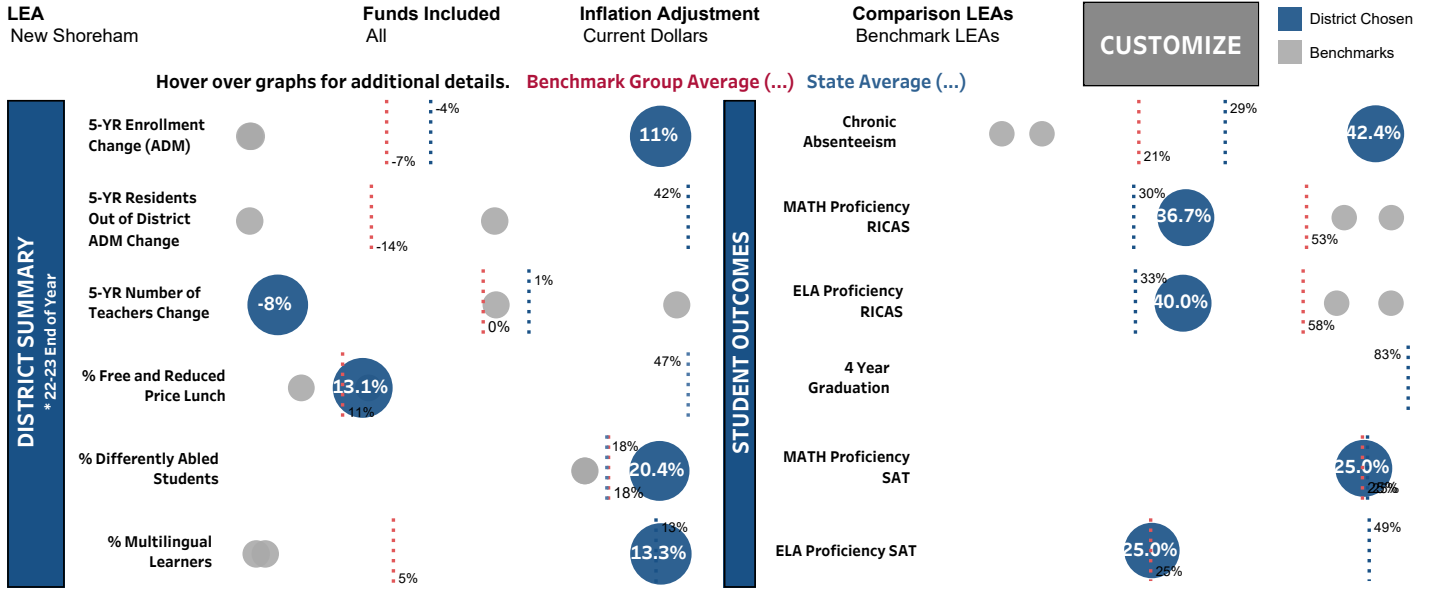 LEA
New Shoreham
Funds Included
All
Inflation Adjustment
Current Dollars
Comparison LEAs
Benchmark LEAs
CUSTOMIZE
District Chosen
Benchmarks
Hover over graphs for additional details. Benchmark Group Average (...) State Average (...)
DISTRICT SUMMARY
* 22-23 End of Year
5-YR Enrollment
Change (ADM)
-7%
-4%
11%
5-YR Residents
Out of District
ADM Change
-14%
42%
5-YR Number of
Teachers Change
-8%
0%
1%
% Free and Reduced
Price Lunch
13.1%
11%
47%
% Differently Abled
Students
18%
18%
20.4%
% Multilingual
Learners
5%
13%
13.3%
STUDENT OUTCOMES
Chronic
Absenteeism
21%
29%
42.4%
MATH Proficiency
RICAS
30%
36.7%
53%
ELA Proficiency
RICAS
33%
40.0%
58%
4 Year
Graduation
83%
MATH Proficiency
SAT
25.0%
ELA Proficiency SAT
25.0%
25%
49%